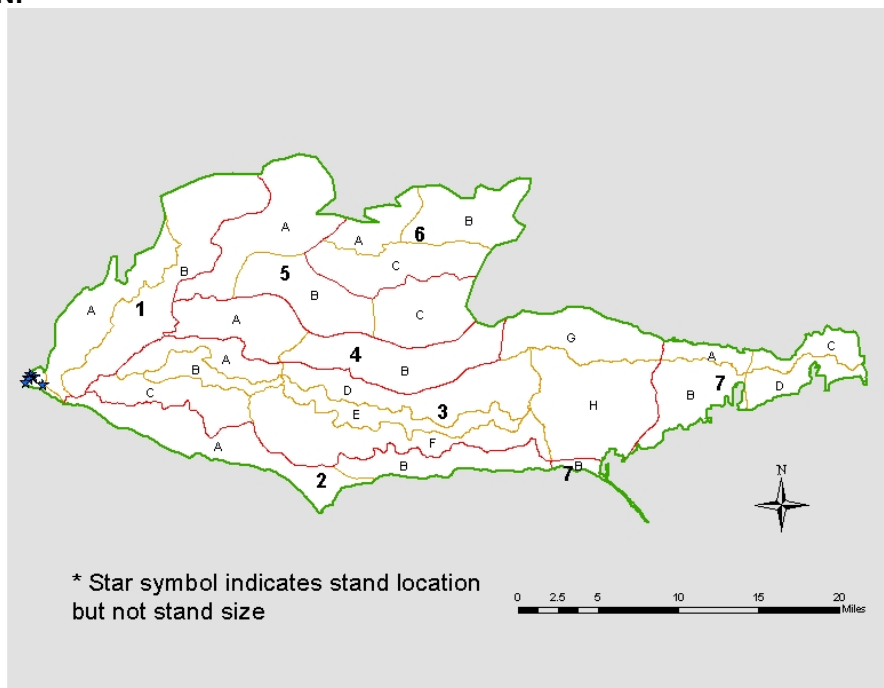 A
B
6
A
B
5
C
A
1
B
C
A
G
4
A
C
A
B
B
7
D
C
D
B
E
3
H
F
A
B
2
7
B
N
* Star symbol indicates stand location
but not stand size
0 2.5 5 10 15 20
Miles